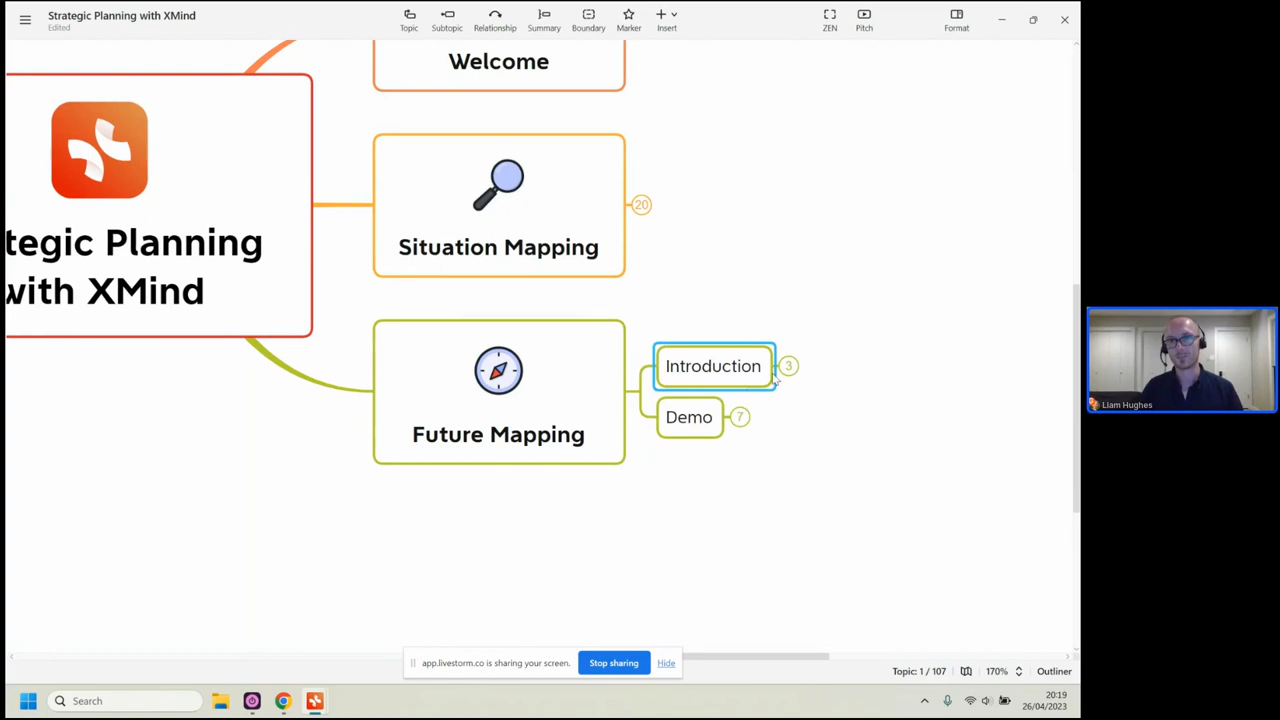 Strategic Planning with XMind
Edited
Topic
Subtopic
Relationship
Summary
Boundary
Marker
Insert
ZEN
Pitch
Format
Welcome
tegic Planning
with XMind
Situation Mapping
20
Future Mapping
Introduction
3
Demo
7
Liam Hughes
app.livestorm.co is sharing your screen.
Stop sharing
Hide
Topic: 1 / 107
170%
Outliner
Search
20:19
26/04/2023